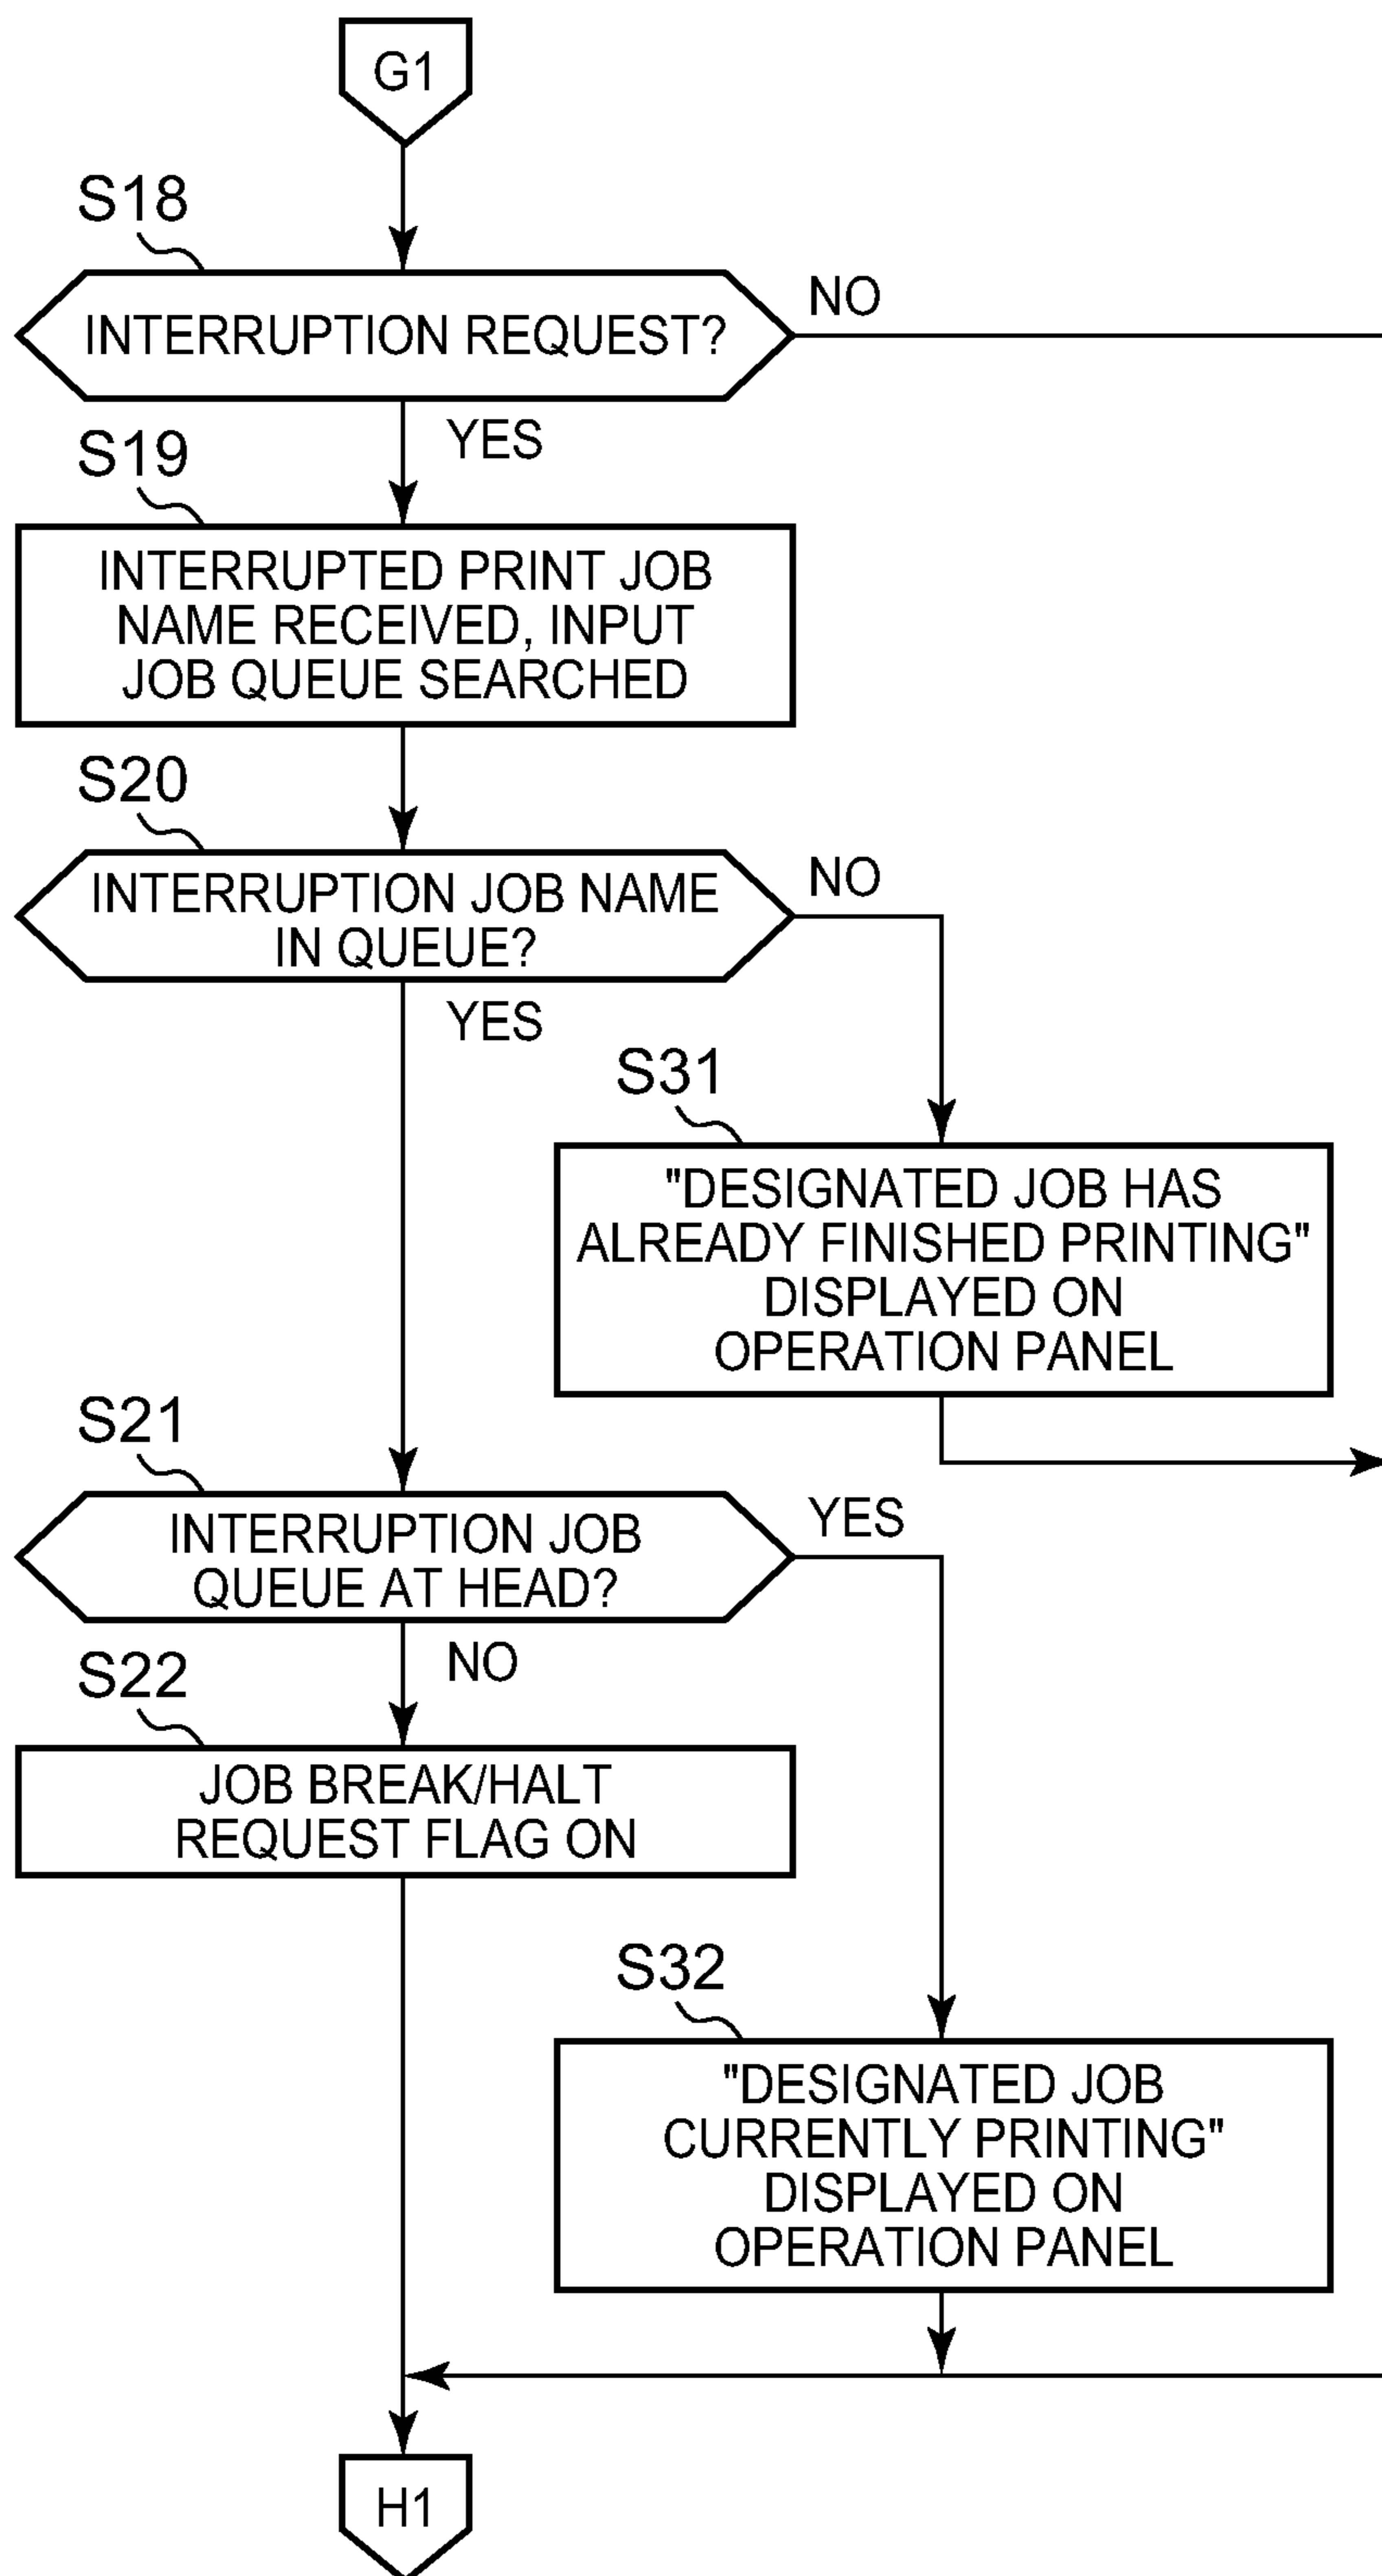 G1
S18
INTERRUPTION REQUEST?
NO
YES
S19
INTERRUPTED PRINT JOB
NAME RECEIVED, INPUT
JOB QUEUE SEARCHED
S20
INTERRUPTION JOB NAME
IN QUEUE?
NO
YES
S31
"DESIGNATED JOB HAS
ALREADY FINISHED PRINTING"
DISPLAYED ON
OPERATION PANEL
S21
INTERRUPTION JOB
QUEUE AT HEAD?
YES
NO
S22
JOB BREAK/HALT
REQUEST FLAG ON
S32
"DESIGNATED JOB
CURRENTLY PRINTING"
DISPLAYED ON
OPERATION PANEL
H1